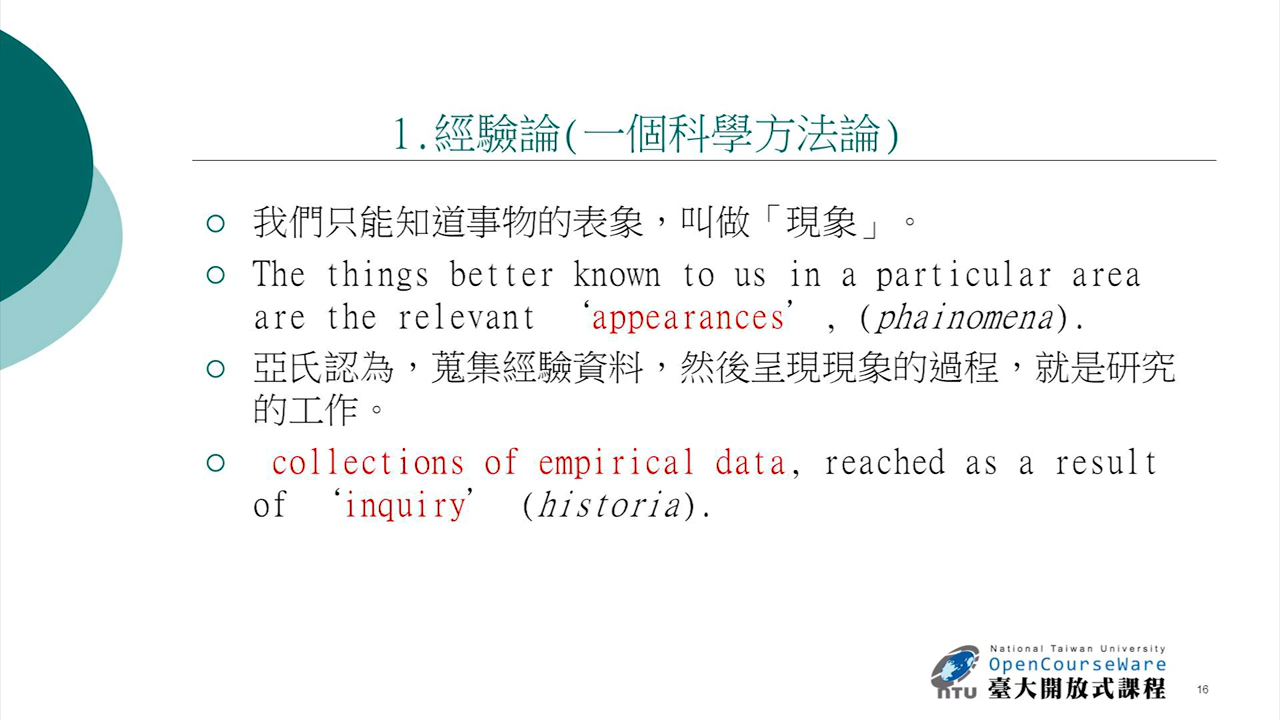 1.經驗論(一個科學方法論)
我們只能知道事物的表象，叫做「現象」。
The things better known to us in a particular area
are the relevant ‘appearances’, (phainomena).
亞氏認為，蒐集經驗資料，然後呈現現象的過程，就是研究
的工作。
collections of empirical data, reached as a result
of ‘inquiry’ (historia).
National Taiwan University
OpenCourseWare
NTU 臺大開放式課程
16